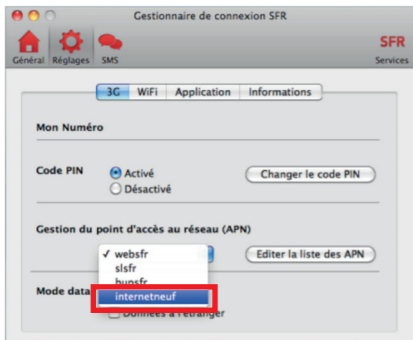 Gestionnaire de connexion SFR
Général Réglages SMS
SFR
Services
3G WiFi Application Informations
Mon Numéro
Code PIN
Activé
Changer le code PIN
Désactivé
Gestion du point d'accès au réseau (APN)
✓ websfr
Editer la liste des APN
slsfr
hunsfr
Mode data
internetneuf
Données à l'étranger